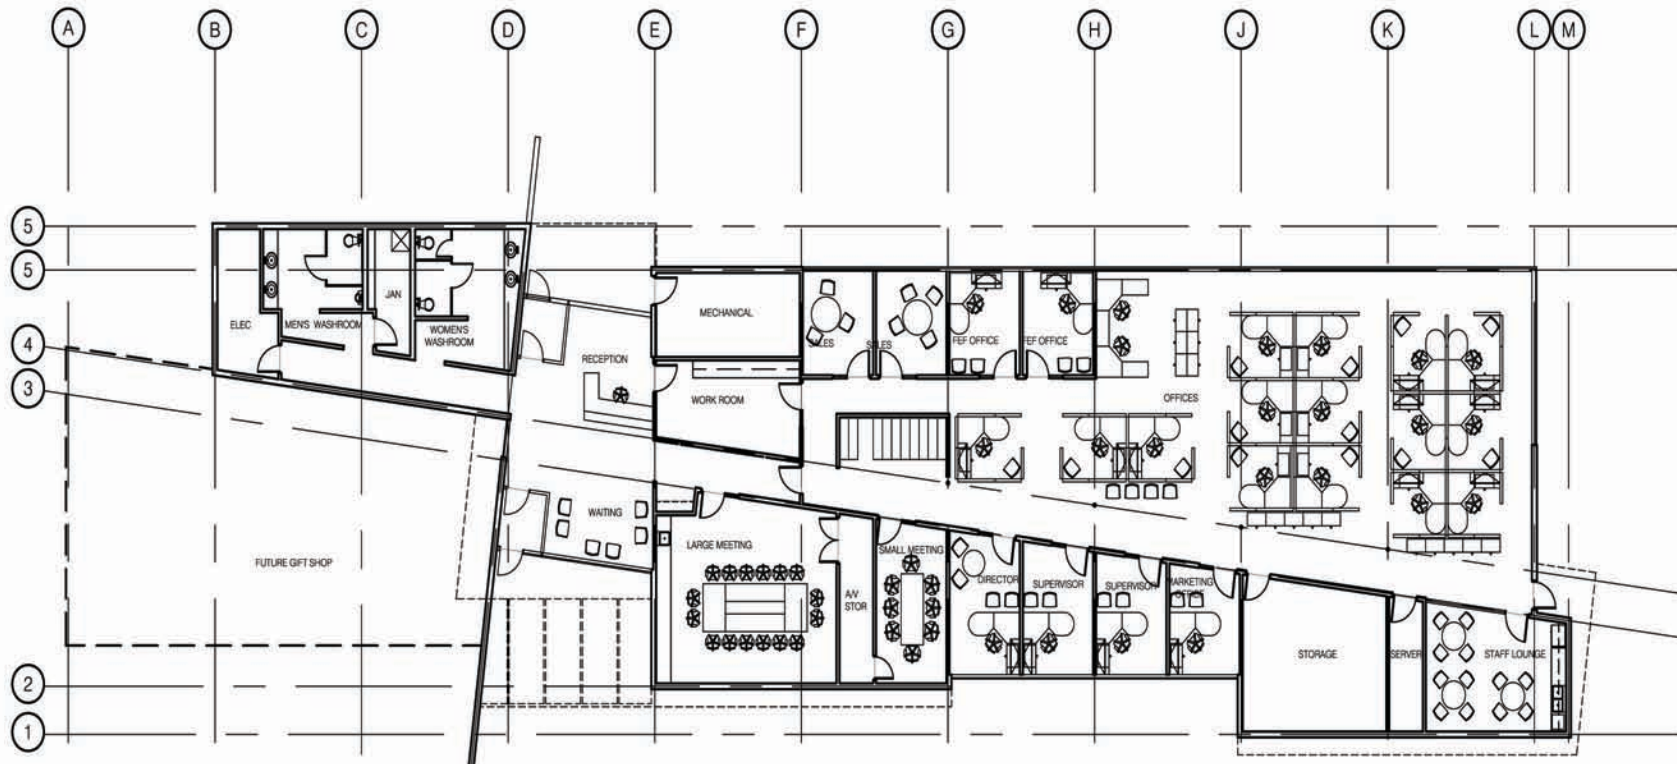 A B C D E F G H J K L M
5
5
4
3
2
1
ELEC
MEN'S WASHROOM
JAN
WOMEN'S
WASHROOM
RECEPTION
MECHANICAL
WORK ROOM
SALES
SALES
FEF OFFICE
FEF OFFICE
OFFICES
WAITING
FUTURE GIFT SHOP
LARGE MEETING
A/V
STOR
SMALL MEETING
DIRECTOR
SUPERVISOR
SUPERVISOR
MARKETING
STORAGE
SERVER
STAFF LOUNGE